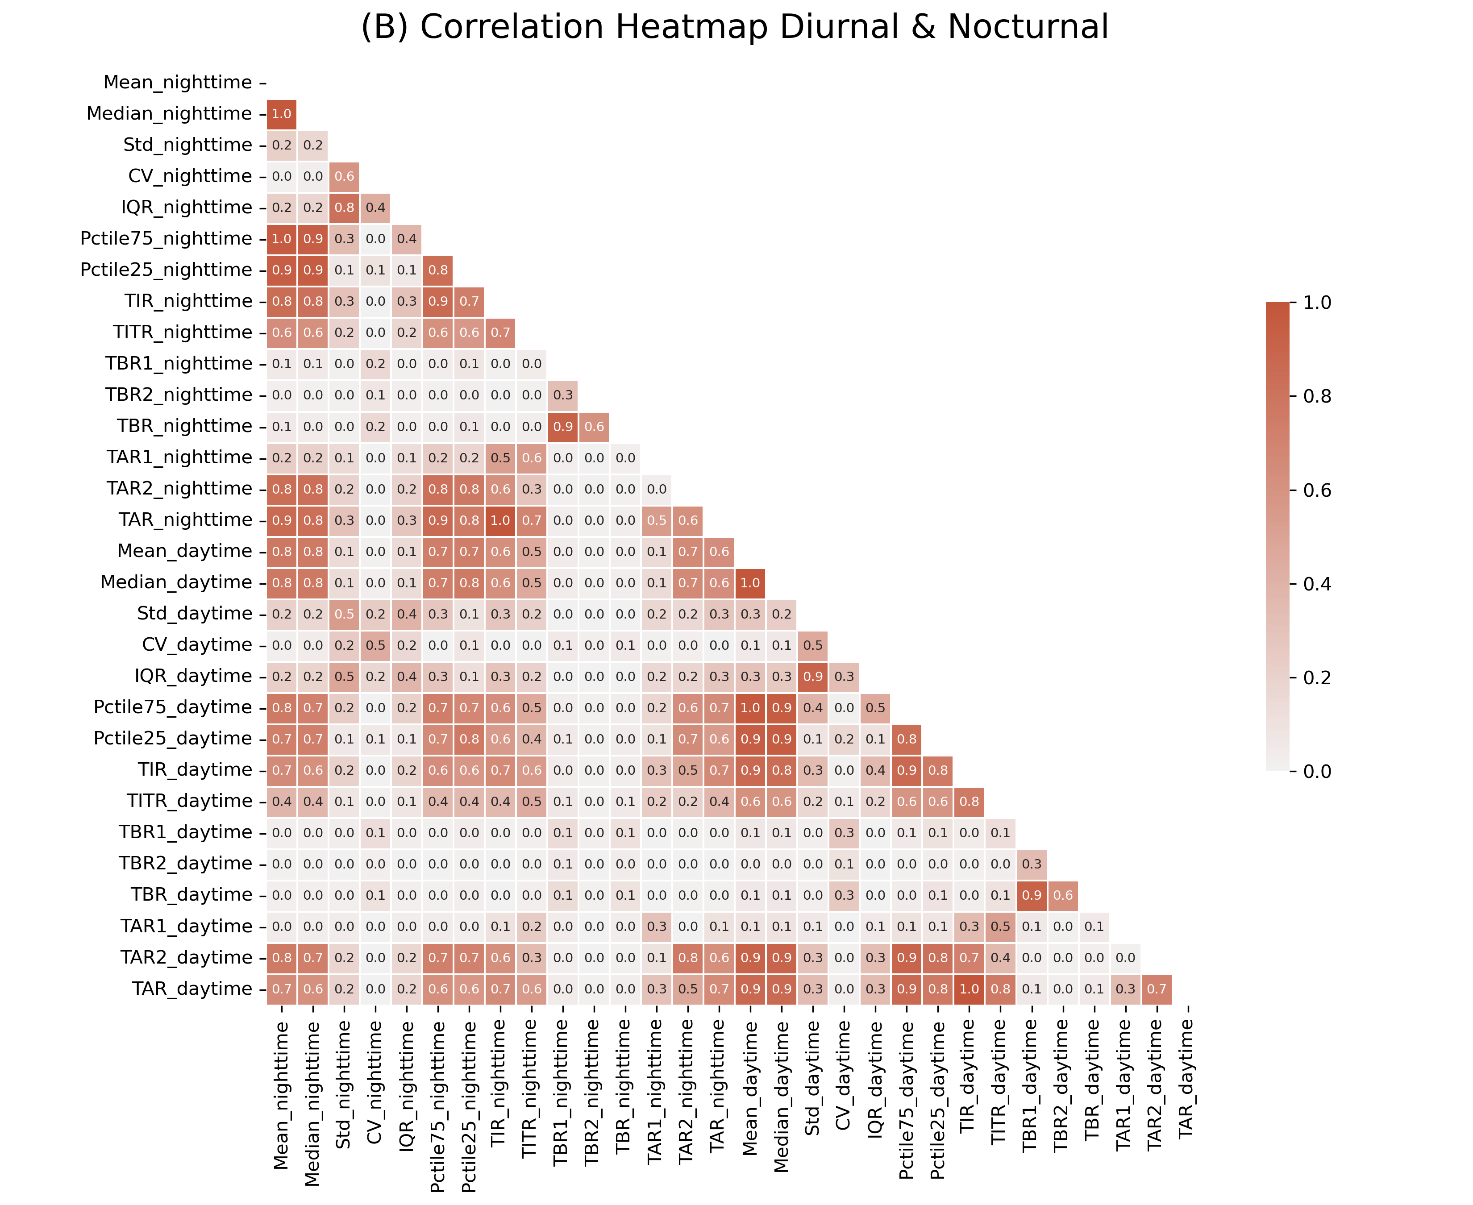 (B) Correlation Heatmap Diurnal & Nocturnal
Mean_nighttime
Median_nighttime 1.0
Std_nighttime 0.2 0.2
CV_nighttime 0.0 0.0 0.6
IQR_nighttime 0.2 0.2 0.8 0.4
Pctile75_nighttime 1.0 0.9 0.3 0.0 0.4
Pctile25_nighttime 0.9 0.9 0.1 0.1 0.1 0.8
TIR_nighttime 0.8 0.8 0.3 0.0 0.3 0.9 0.7
TITR_nighttime 0.6 0.6 0.2 0.0 0.2 0.6 0.6 0.7
TBR1_nighttime 0.1 0.1 0.0 0.2 0.0 0.0 0.1 0.0 0.0
TBR2_nighttime 0.0 0.0 0.0 0.1 0.0 0.0 0.0 0.0 0.0 0.3
TBR_nighttime 0.1 0.0 0.0 0.2 0.0 0.0 0.1 0.0 0.0 0.9 0.6
TAR1_nighttime 0.2 0.2 0.1 0.0 0.1 0.2 0.2 0.5 0.6 0.0 0.0 0.0
TAR2_nighttime 0.8 0.8 0.2 0.0 0.2 0.8 0.8 0.6 0.3 0.0 0.0 0.0 0.0
TAR_nighttime 0.9 0.8 0.3 0.0 0.3 0.9 0.8 1.0 0.7 0.0 0.0 0.0 0.5 0.6
Mean_daytime 0.8 0.8 0.1 0.0 0.1 0.7 0.7 0.6 0.5 0.0 0.0 0.0 0.1 0.7 0.6
Median_daytime 0.8 0.8 0.1 0.0 0.1 0.7 0.8 0.6 0.5 0.0 0.0 0.0 0.1 0.7 0.6 1.0
Std_daytime 0.2 0.2 0.5 0.2 0.4 0.3 0.1 0.3 0.2 0.0 0.0 0.0 0.2 0.2 0.3 0.3 0.2
CV_daytime 0.0 0.0 0.2 0.5 0.2 0.0 0.1 0.0 0.0 0.1 0.0 0.1 0.0 0.0 0.0 0.1 0.1 0.5
IQR_daytime 0.2 0.2 0.5 0.2 0.4 0.3 0.1 0.3 0.2 0.0 0.0 0.0 0.2 0.2 0.3 0.3 0.3 0.9 0.3
Pctile75_daytime 0.8 0.7 0.2 0.0 0.2 0.7 0.7 0.6 0.5 0.0 0.0 0.0 0.2 0.6 0.7 1.0 0.9 0.4 0.0 0.5
Pctile25_daytime 0.7 0.7 0.1 0.1 0.1 0.7 0.8 0.6 0.4 0.1 0.0 0.0 0.1 0.7 0.6 0.9 0.9 0.1 0.2 0.1 0.8
TIR_daytime 0.7 0.6 0.2 0.0 0.2 0.6 0.6 0.7 0.6 0.0 0.0 0.0 0.3 0.5 0.7 0.9 0.8 0.3 0.0 0.4 0.9 0.8
TITR_daytime 0.4 0.4 0.1 0.0 0.1 0.4 0.4 0.4 0.5 0.1 0.0 0.1 0.2 0.2 0.4 0.6 0.6 0.2 0.1 0.2 0.6 0.6 0.8
TBR1_daytime 0.0 0.0 0.0 0.1 0.0 0.0 0.0 0.0 0.0 0.1 0.0 0.1 0.0 0.0 0.0 0.1 0.1 0.0 0.3 0.0 0.1 0.1 0.0 0.1
TBR2_daytime 0.0 0.0 0.0 0.0 0.0 0.0 0.0 0.0 0.0 0.1 0.0 0.0 0.0 0.0 0.0 0.0 0.0 0.0 0.1 0.0 0.0 0.0 0.0 0.0 0.3
TBR_daytime 0.0 0.0 0.0 0.1 0.0 0.0 0.0 0.0 0.0 0.1 0.0 0.1 0.0 0.0 0.0 0.1 0.1 0.0 0.3 0.0 0.0 0.1 0.0 0.1 0.9 0.6
TAR1_daytime 0.0 0.0 0.0 0.0 0.0 0.0 0.0 0.1 0.2 0.0 0.0 0.0 0.3 0.0 0.1 0.1 0.1 0.1 0.0 0.1 0.1 0.1 0.3 0.5 0.1 0.0 0.1
TAR2_daytime 0.8 0.7 0.2 0.0 0.2 0.7 0.7 0.6 0.3 0.0 0.0 0.0 0.1 0.8 0.6 0.9 0.9 0.3 0.0 0.3 0.9 0.8 0.7 0.4 0.0 0.0 0.0 0.0
TAR_daytime 0.7 0.6 0.2 0.0 0.2 0.6 0.6 0.7 0.6 0.0 0.0 0.0 0.3 0.5 0.7 0.9 0.9 0.3 0.0 0.3 0.9 0.8 1.0 0.8 0.1 0.0 0.1 0.3 0.7
Mean_nighttime
Median_nighttime
Std_nighttime
CV_nighttime
IQR_nighttime
Pctile75_nighttime
Pctile25_nighttime
TIR_nighttime
TITR_nighttime
TBR1_nighttime
TBR2_nighttime
TBR_nighttime
TAR1_nighttime
TAR2_nighttime
TAR_nighttime
Mean_daytime
Median_daytime
Std_daytime
CV_daytime
IQR_daytime
Pctile75_daytime
Pctile25_daytime
TIR_daytime
TITR_daytime
TBR1_daytime
TBR2_daytime
TBR_daytime
TAR1_daytime
TAR2_daytime
TAR_daytime
1.0
0.8
0.6
0.4
0.2
0.0